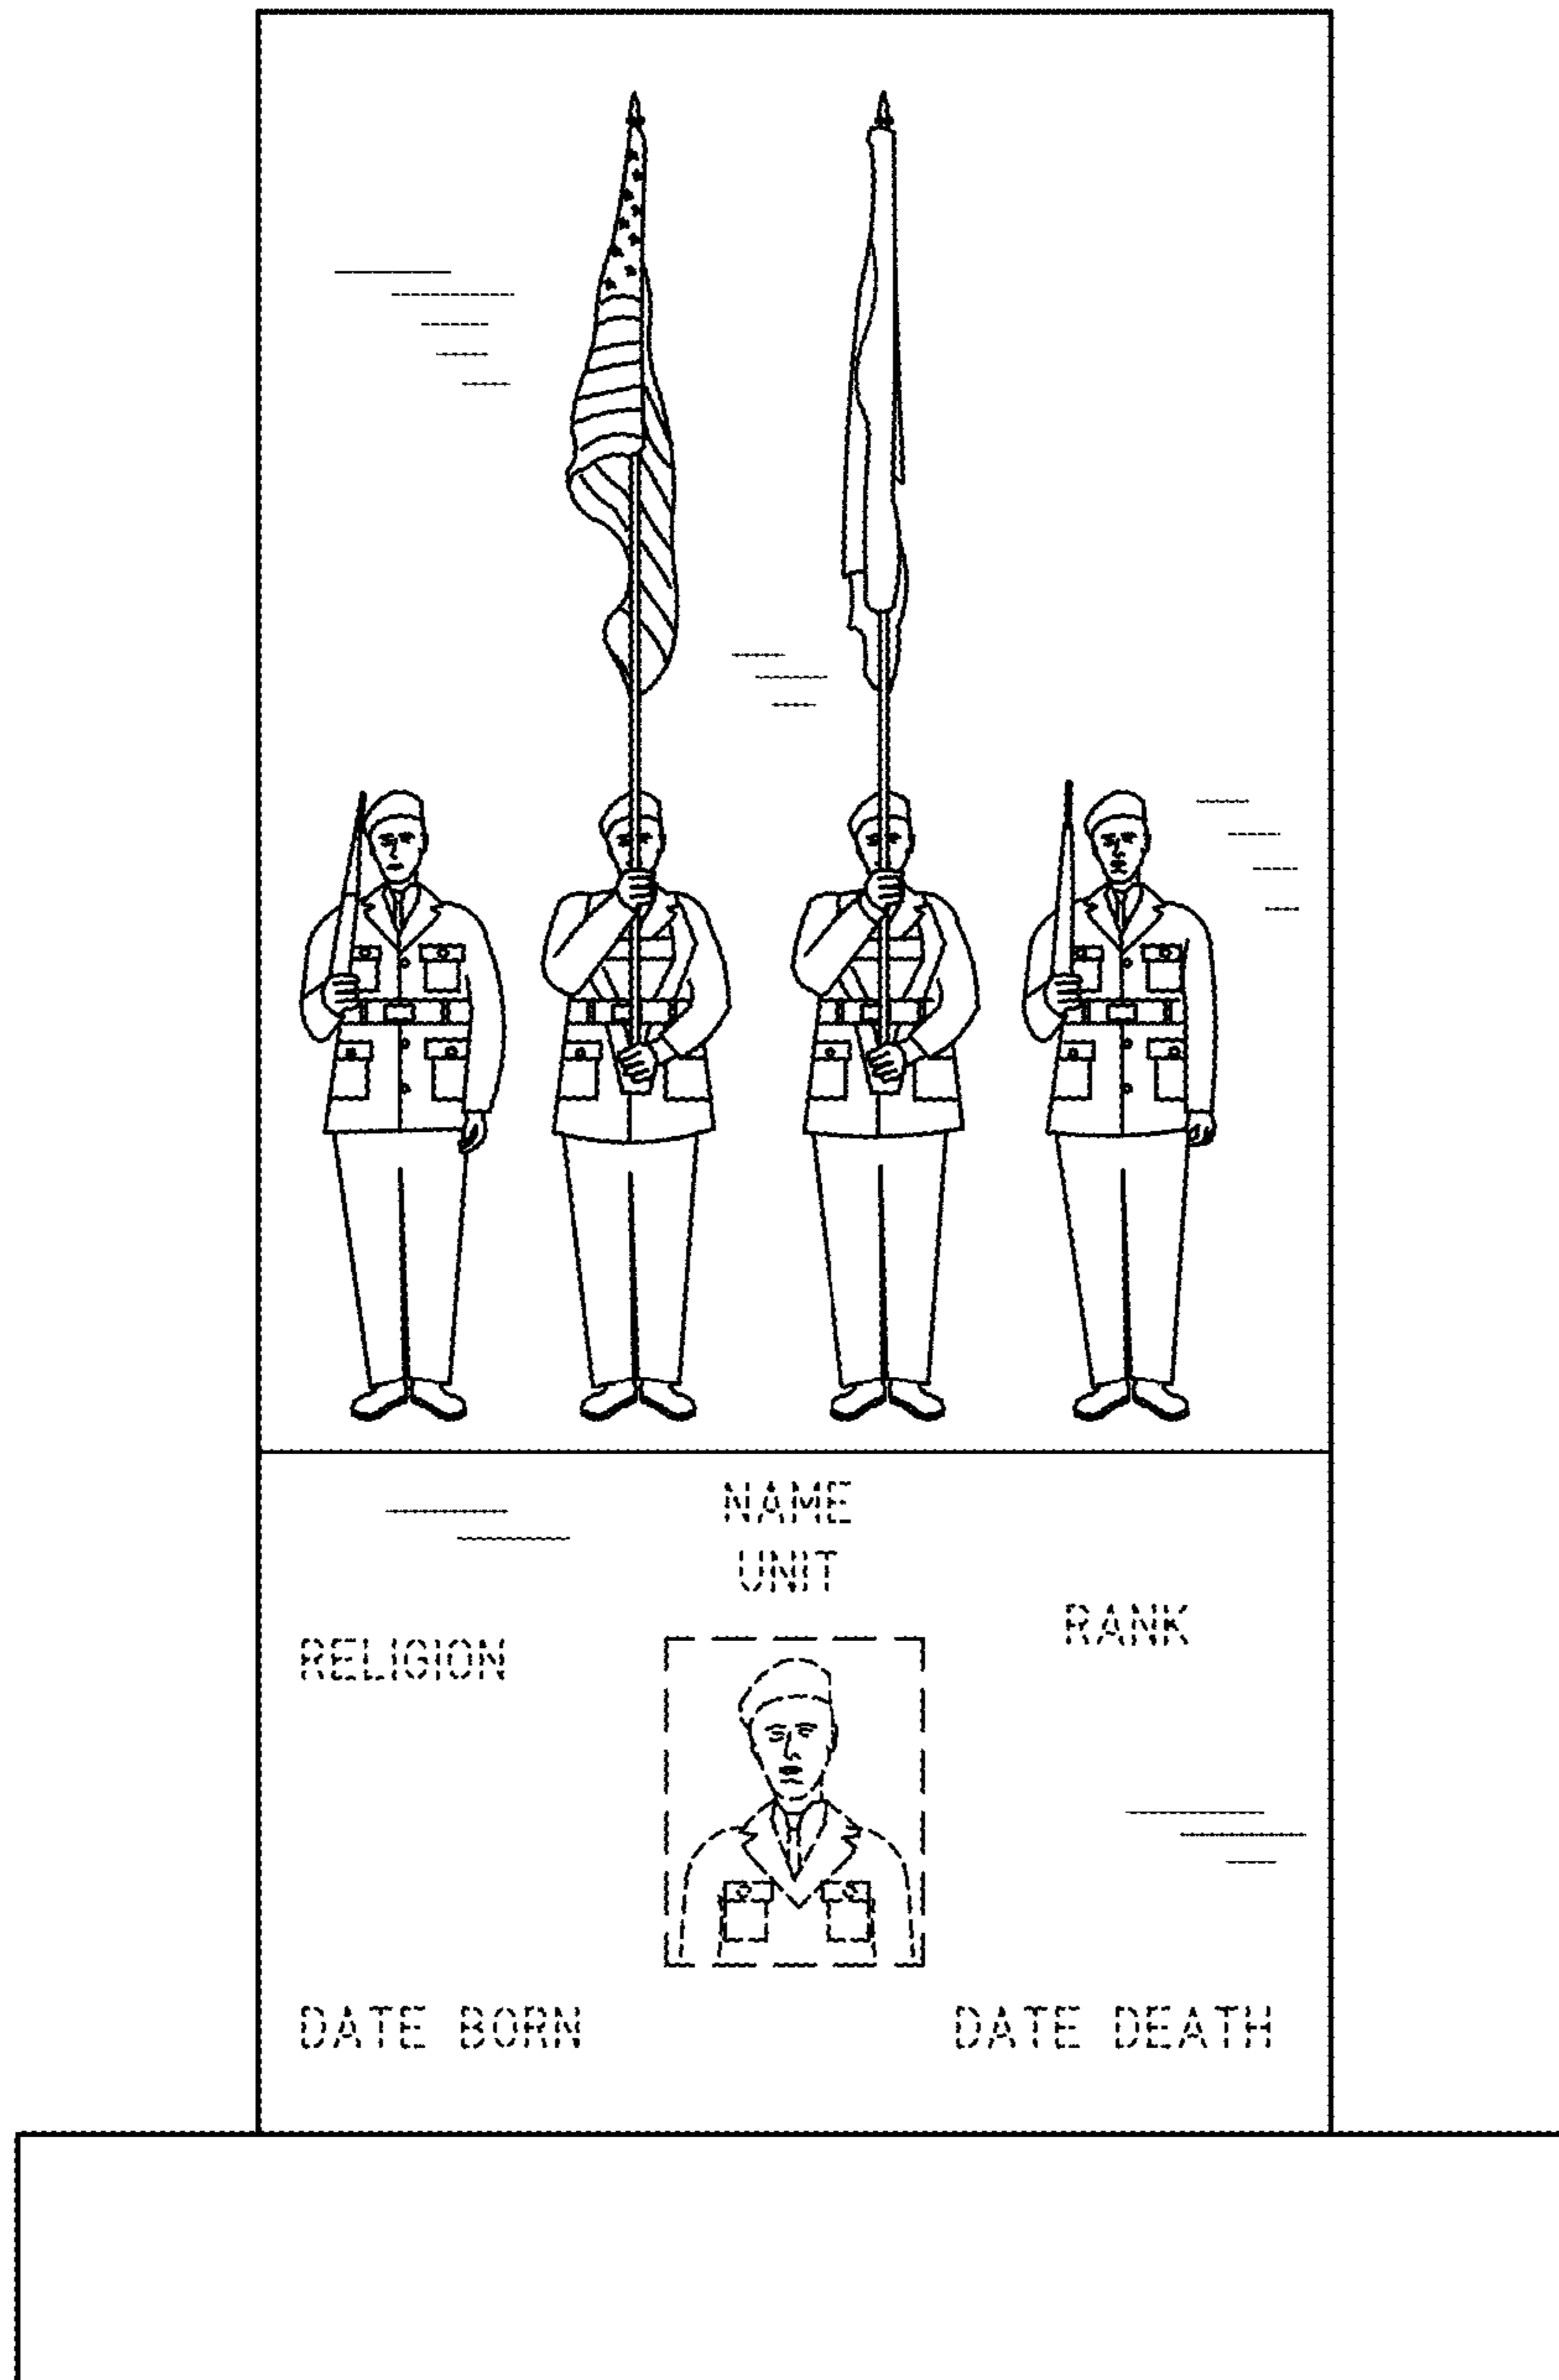 NAME
UNIT
RANK
RELIGION
DATE BORN
DATE DEATH